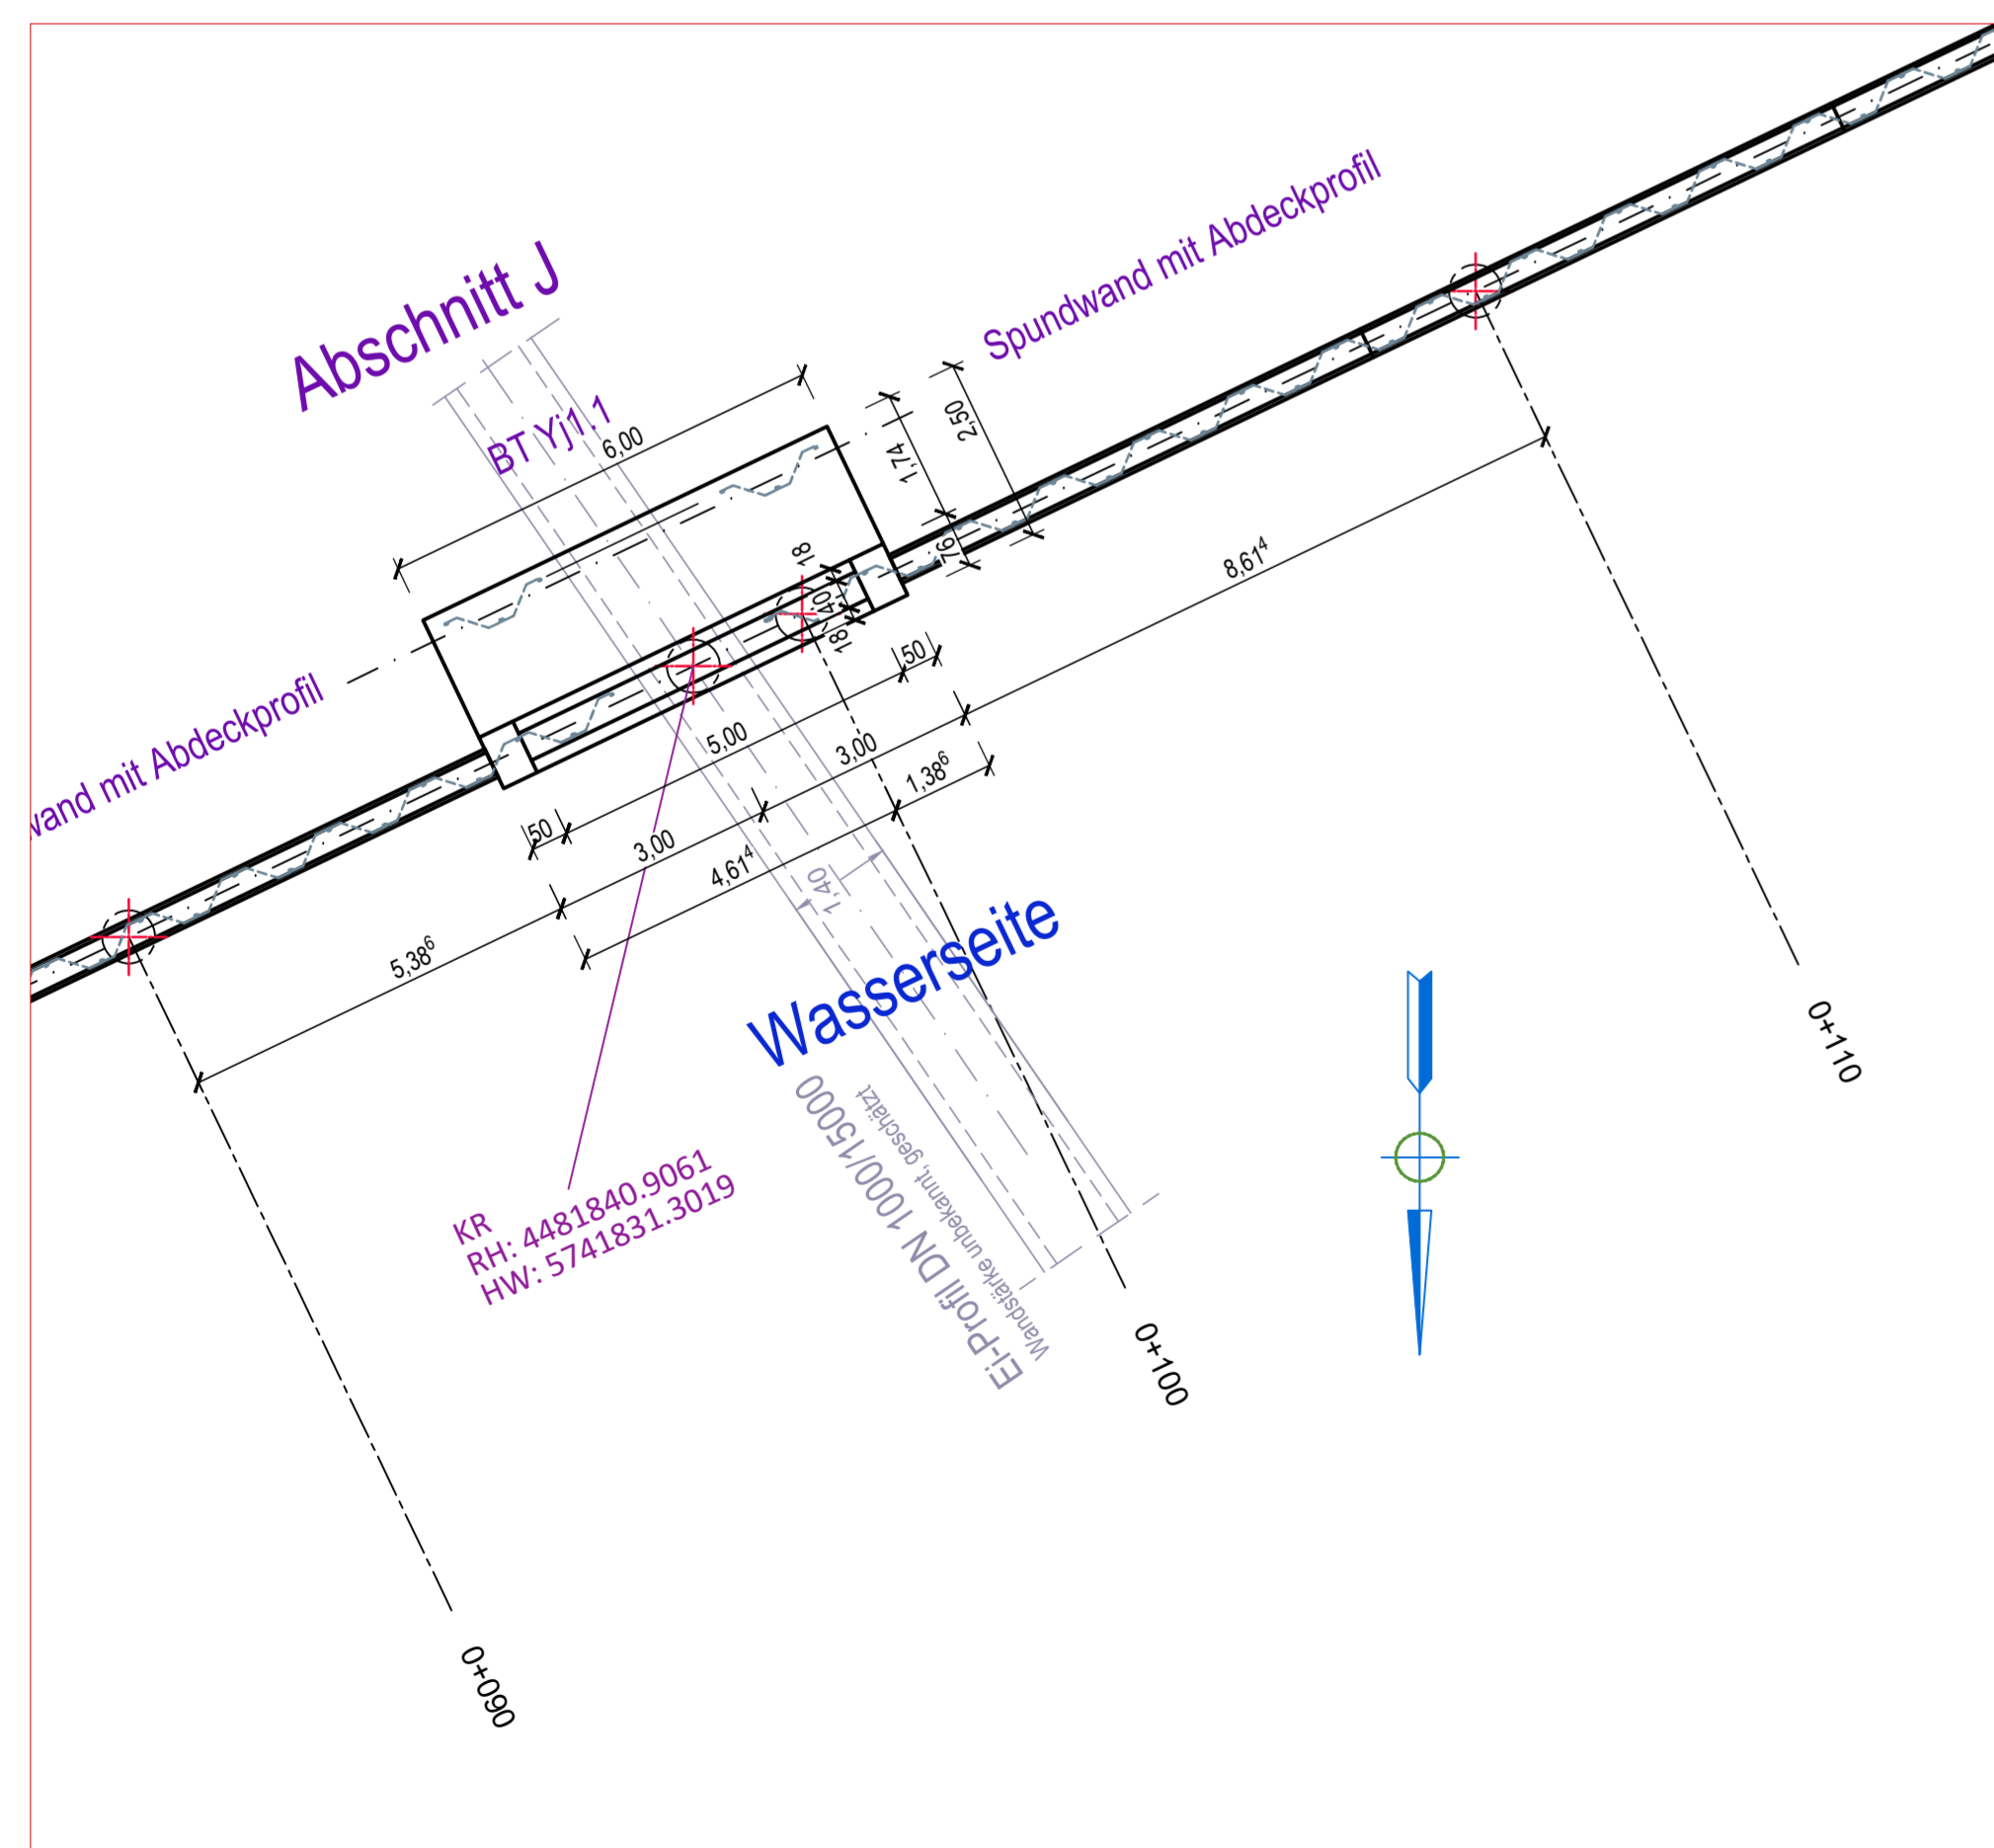 Abschnitt J
BT Yj1.1
6,00
Spundwand mit Abdeckprofil
2,50
1,74
76
18
40
18
8,61⁴
wand mit Abdeckprofil
50
5,00
3,00
1,38⁶
50
3,00
4,61⁴
5,38⁶
1,40
Wasserseite
KR
RH: 4481840.9061
HW: 5741831.3019
Ei-Profil DN 1000/15000
Wandstärke unbekannt, geschätzt
0+110
0+100
0+090